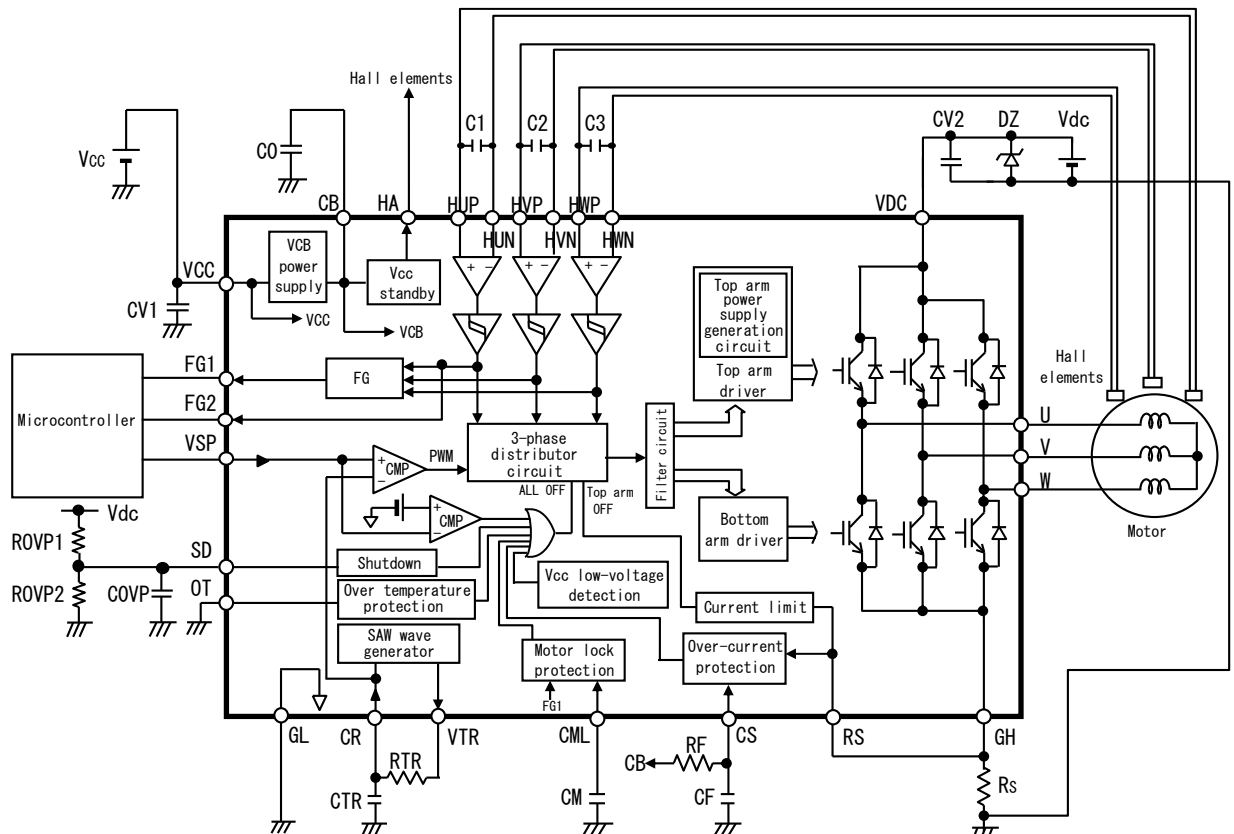 Hall elements
C1
C2
C3
CV2
DZ
Vdc
Vcc
C0
CB
HA
HUP
HVP
HWP
VDC
HUN
HVN
HWN
VCC
CV1
VCB
power
supply
Vcc
standby
+ −
+ −
+ −
VCC
VCB
Top arm
power
supply
generation
circuit
Top arm
driver
Hall
elements
FG1
FG
FG2
Microcontroller
VSP
+
−
CMP
PWM
3-phase
distributor
circuit
Filter circuit
U
V
W
Motor
ALL OFF
Top arm
OFF
+
−
CMP
Bottom
arm driver
Vdc
ROVP1
SD
Shutdown
Vcc low-voltage
detection
ROVP2
COVP
OT
Over temperature
protection
Current limit
SAW wave
generator
Motor lock
protection
Over-current
protection
FG1
GL
CR
VTR
CML
CS
RS
GH
RTR
CB
RF
CTR
CM
CF
Rs